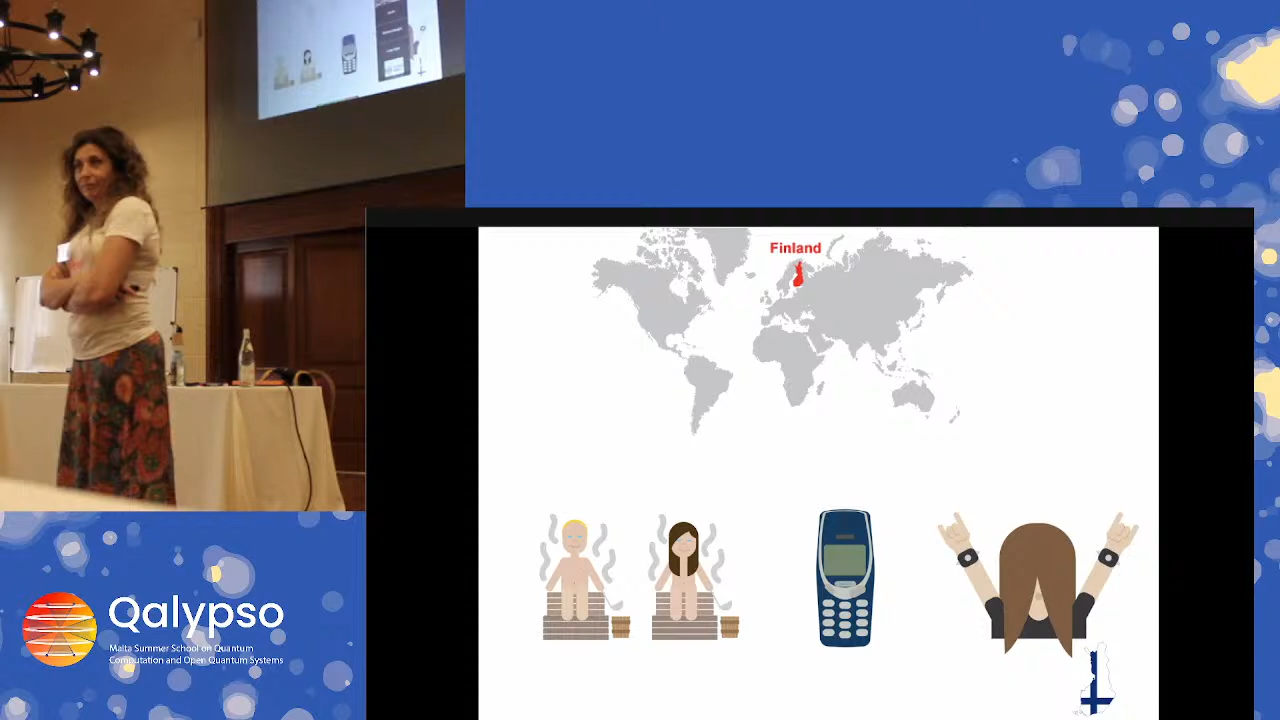 Finland
Qalypso
Malta Summer School on Quantum
Computation and Open Quantum Systems